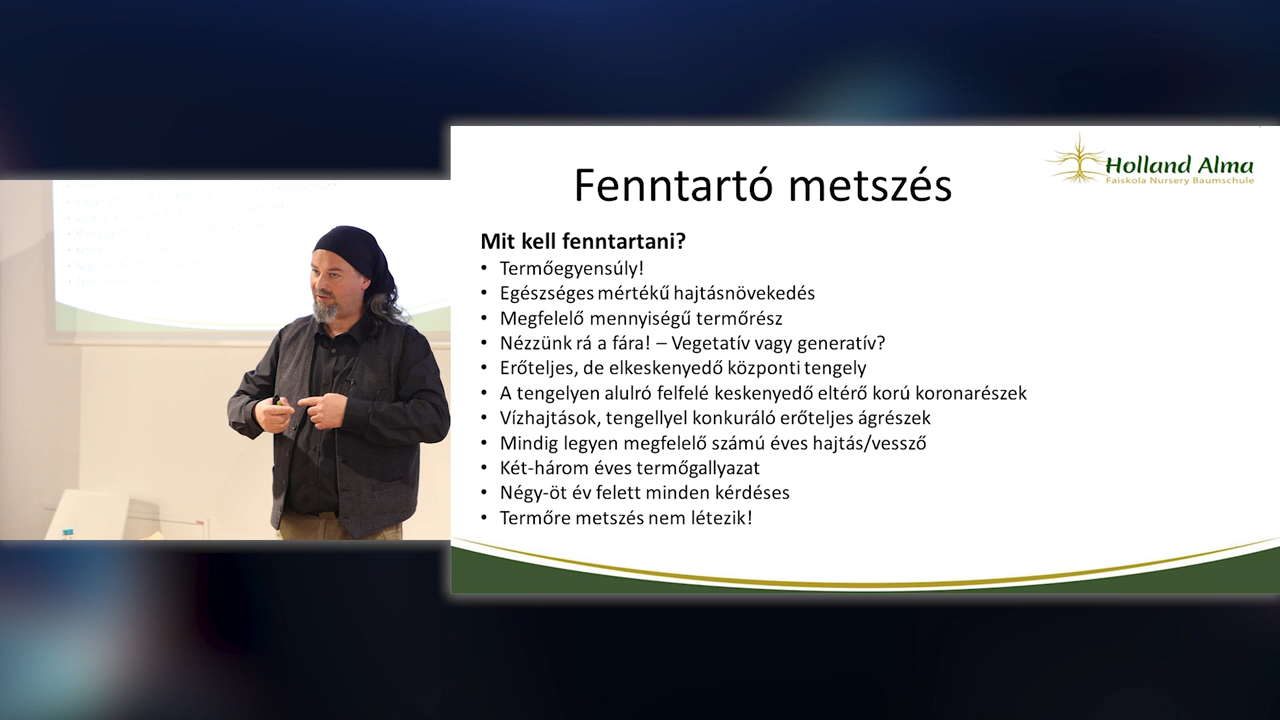 Holland Alma
Faiskola Nursery Baumschule
Fenntartó metszés
Mit kell fenntartani?
• Termőegyensúly!
• Egészséges mértékű hajtásnövekedés
• Megfelelő mennyiségű termőrész
• Nézzünk rá a fára! – Vegetatív vagy generatív?
• Erőteljes, de elkeskenyedő központi tengely
• A tengelyen alulró felfelé keskenyedő eltérő korú koronarészek
• Vízhajtások, tengellyel konkuráló erőteljes ágrészek
• Mindig legyen megfelelő számú éves hajtás/vessző
• Két-három éves termőgallyazat
• Négy-öt év felett minden kérdéses
• Termőre metszés nem létezik!